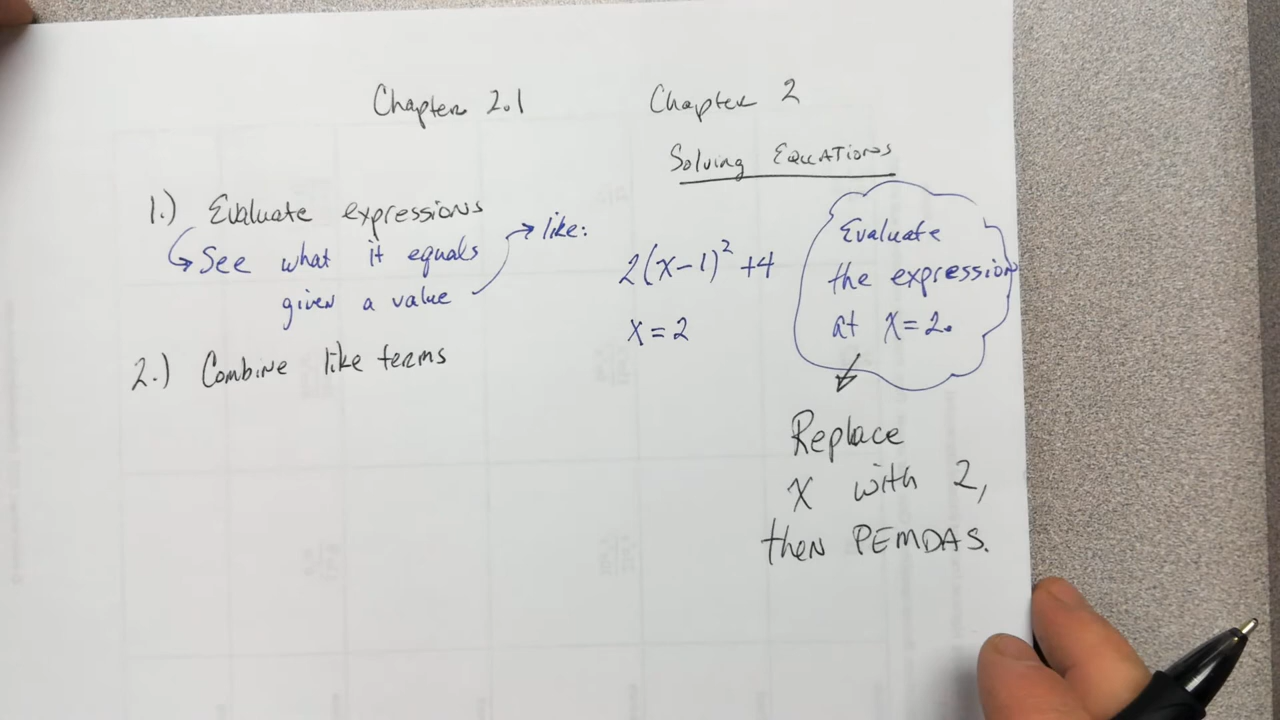 Chapter 2.1
Chapter 2
Solving Equations
1.) Evaluate expressions
See what it equals
given a value
like:
2(x-1)² +4
x=2
Evaluate
the expression
at x=2.
2.) Combine like terms
Replace
x with 2,
then PEMDAS.